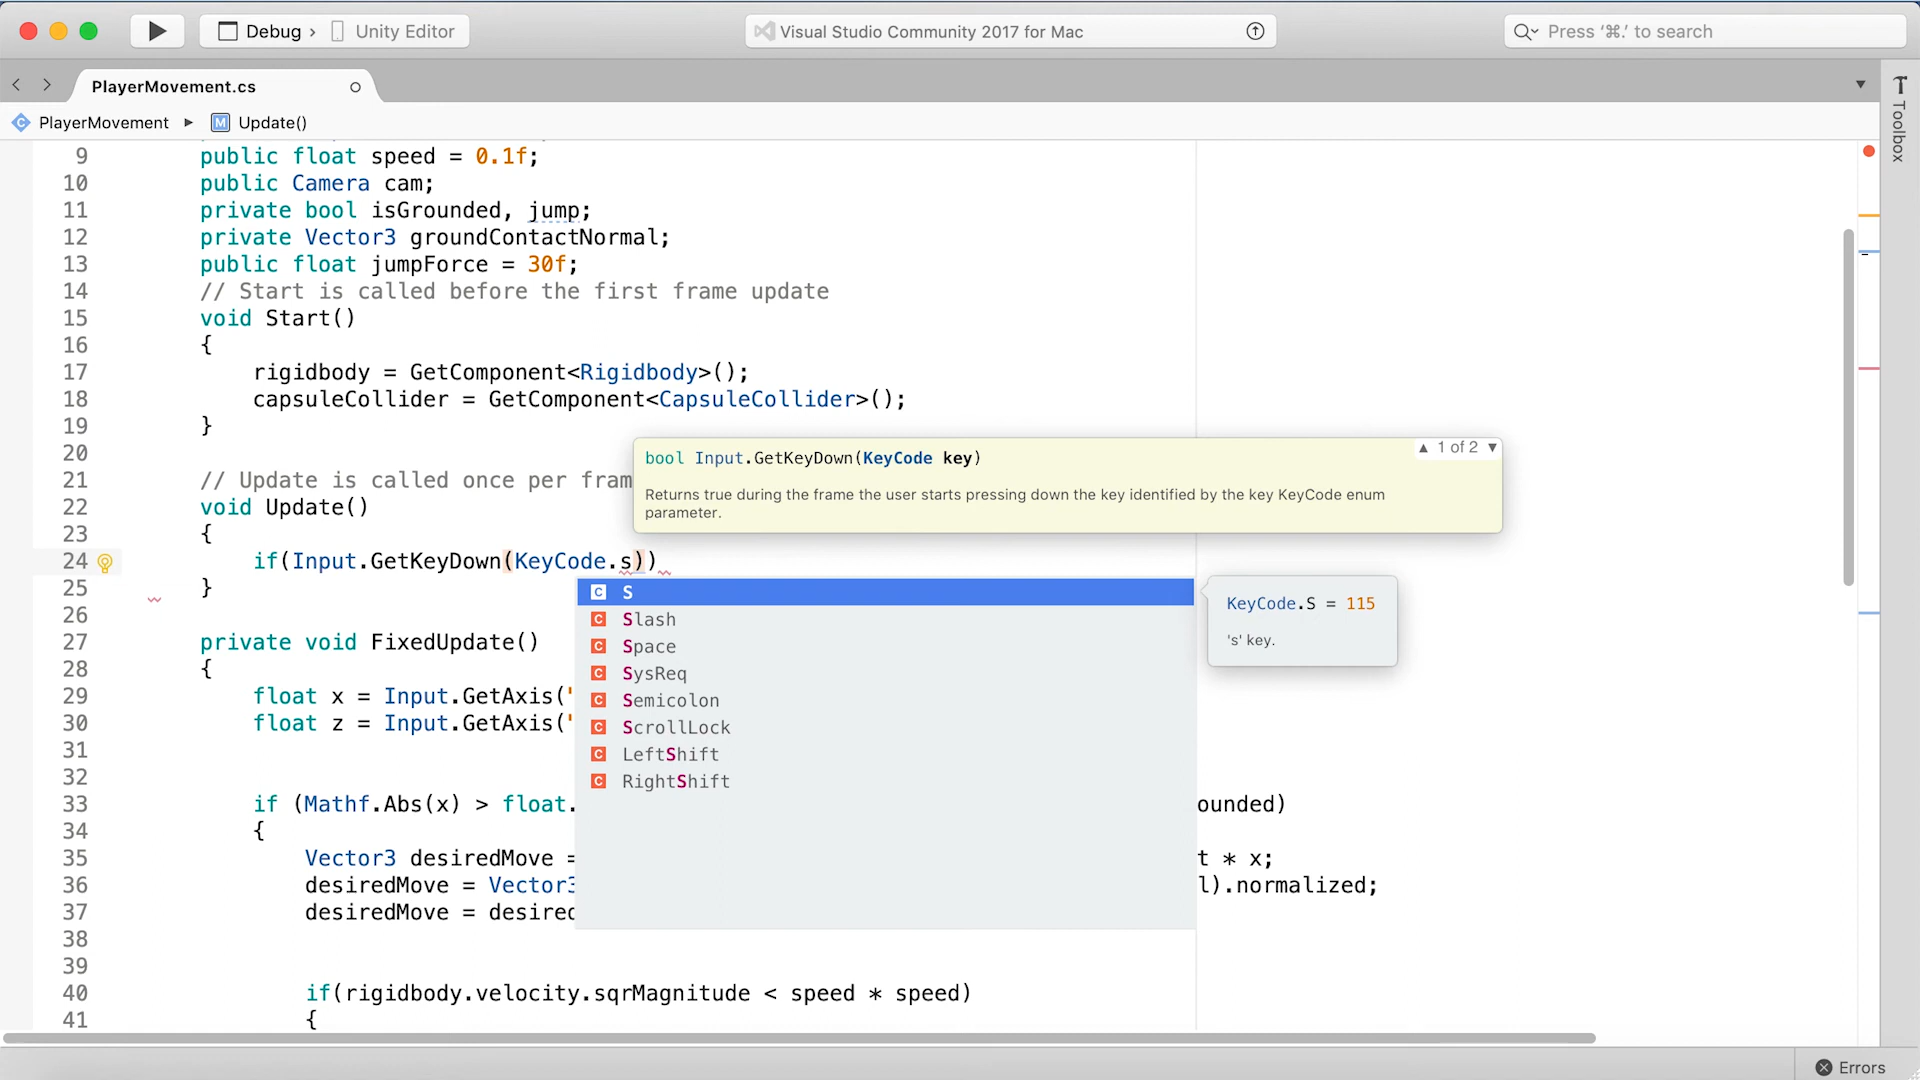 Debug › Unity Editor
Visual Studio Community 2017 for Mac
Press ‘⌘.’ to search
PlayerMovement.cs
Toolbox
PlayerMovement ▸ M Update()
9 public float speed = 0.1f;
10 public Camera cam;
11 private bool isGrounded, jump;
12 private Vector3 groundContactNormal;
13 public float jumpForce = 30f;
14 // Start is called before the first frame update
15 void Start()
16 {
17 rigidbody = GetComponent<Rigidbody>();
18 capsuleCollider = GetComponent<CapsuleCollider>();
19 }
20
21 // Update is called once per fram
22 void Update()
23 {
24 if(Input.GetKeyDown(KeyCode.s))
25 }
26
27 private void FixedUpdate()
28 {
29 float x = Input.GetAxis('
30 float z = Input.GetAxis('
31
32
33 if (Mathf.Abs(x) > float. ounded)
34 {
35 Vector3 desiredMove = t * x;
36 desiredMove = Vector3 l).normalized;
37 desiredMove = desired
38
39
40 if(rigidbody.velocity.sqrMagnitude < speed * speed)
41 {
▲ 1 of 2 ▼
bool Input.GetKeyDown(KeyCode key)
Returns true during the frame the user starts pressing down the key identified by the key KeyCode enum
parameter.
C S
C Slash
C Space
C SysReq
C Semicolon
C ScrollLock
C LeftShift
C RightShift
KeyCode.S = 115
's' key.
Errors